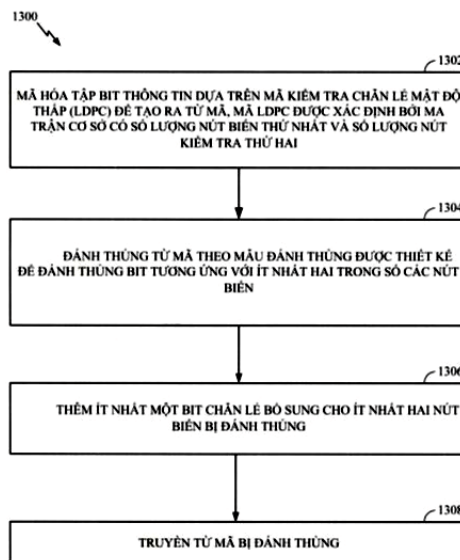 1300
1302
MÃ HÓA TẬP BIT THÔNG TIN DỰA TRÊN MÃ KIỂM TRA CHẴN LẺ MẬT ĐỘ
THẤP (LDPC) ĐỂ TẠO RA TỪ MÃ, MÃ LDPC ĐƯỢC XÁC ĐỊNH BỞI MA
TRẬN CƠ SỞ CÓ SỐ LƯỢNG NÚT BIẾN THỨ NHẤT VÀ SỐ LƯỢNG NÚT
KIỂM TRA THỨ HAI
1304
ĐÁNH THỦNG TỪ MÃ THEO MẪU ĐÁNH THỦNG ĐƯỢC THIẾT KẾ
ĐỂ ĐÁNH THỦNG BIT TƯƠNG ỨNG VỚI ÍT NHẤT HAI TRONG SỐ CÁC NÚT
BIẾN
1306
THÊM ÍT NHẤT MỘT BIT CHẴN LẺ BỔ SUNG CHO ÍT NHẤT HAI NÚT
BIẾN BỊ ĐÁNH THỦNG
1308
TRUYỀN TỪ MÃ BỊ ĐÁNH THỦNG